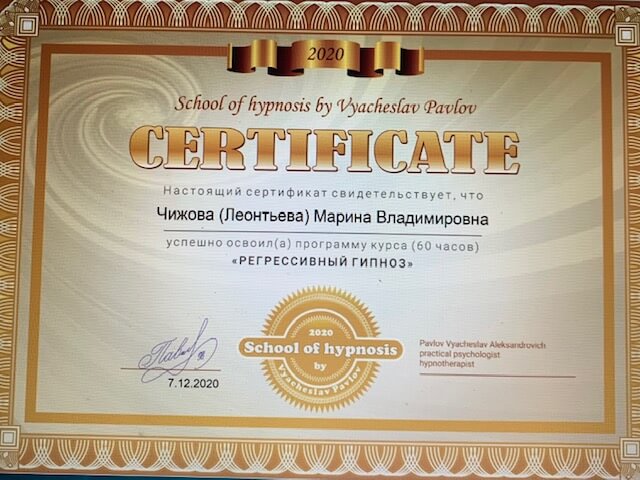 2020
School of hypnosis by Vyacheslav Pavlov
CERTIFICATE
Настоящий сертификат свидетельствует, что
Чижова (Леонтьева) Марина Владимировна
успешно освоил(а) программу курса (60 часов)
«РЕГРЕССИВНЫЙ ГИПНОЗ»
2020
School of hypnosis
by
Vyacheslav Pavlov
7.12.2020
Pavlov Vyacheslav Aleksandrovich
practical psychologist
hypnotherapist